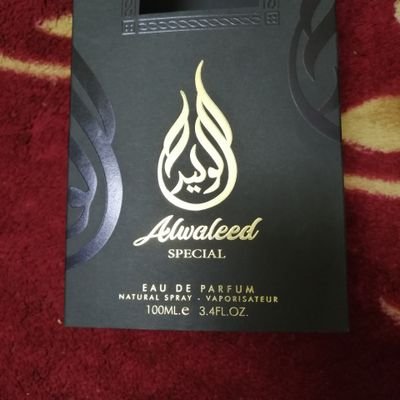 الوليد
Alwaleed
SPECIAL
EAU DE PARFUM
NATURAL SPRAY - VAPORISATEUR
100ML.e 3.4FL.OZ.